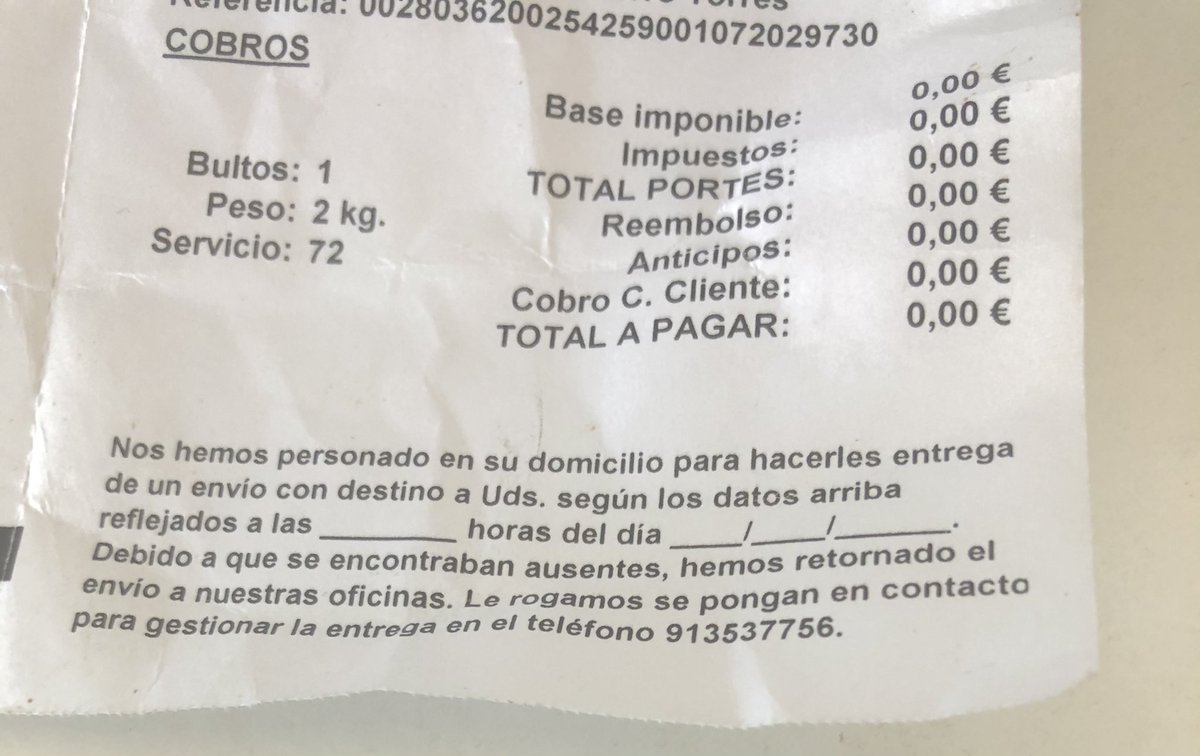 Referencia: 002803620025425900107​2029730
COBROS
0,00 €
Base imponible: 0,00 €
Impuestos: 0,00 €
Bultos: 1 TOTAL PORTES: 0,00 €
Peso: 2 kg. Reembolso: 0,00 €
Servicio: 72 Anticipos: 0,00 €
Cobro C. Cliente: 0,00 €
TOTAL A PAGAR:
Nos hemos personado en su domicilio para hacerles entrega
de un envío con destino a Uds. según los datos arriba
reflejados a las ________ horas del día ____/____/______.
Debido a que se encontraban ausentes, hemos retornado el
envío a nuestras oficinas. Le rogamos se pongan en contacto
para gestionar la entrega en el teléfono 913537756.